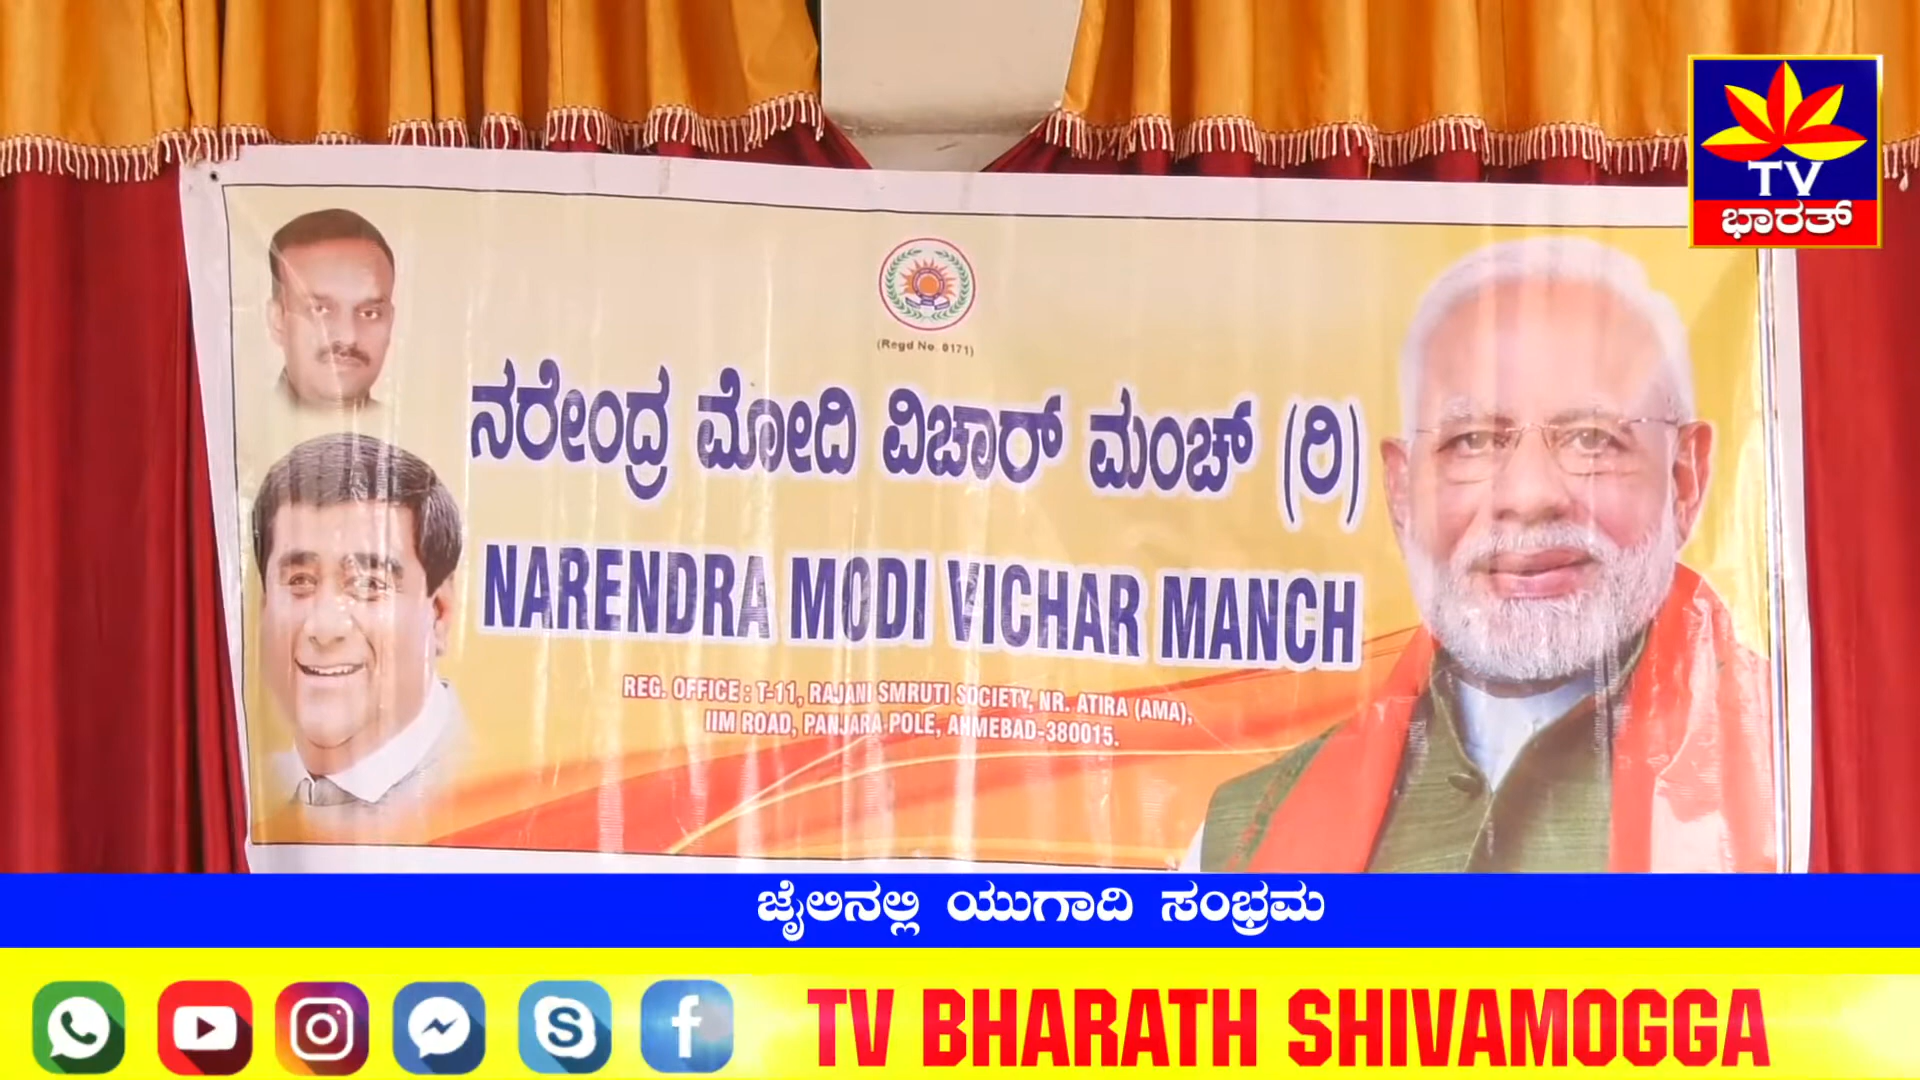 TV
ಭಾರತ್
(Regd No. 0171)
ನರೇಂದ್ರ ಮೋದಿ ವಿಚಾರ್ ಮಂಚ್ (ರಿ)
NARENDRA MODI VICHAR MANCH
REG. OFFICE : T-11, RAJANI SMRUTI SOCIETY, NR. ATIRA (AMA),
IIM ROAD, PANJARA POLE, AHMEBAD-380015.
ಜೈಲಿನಲ್ಲಿ ಯುಗಾದಿ ಸಂಭ್ರಮ
TV BHARATH SHIVAMOGGA